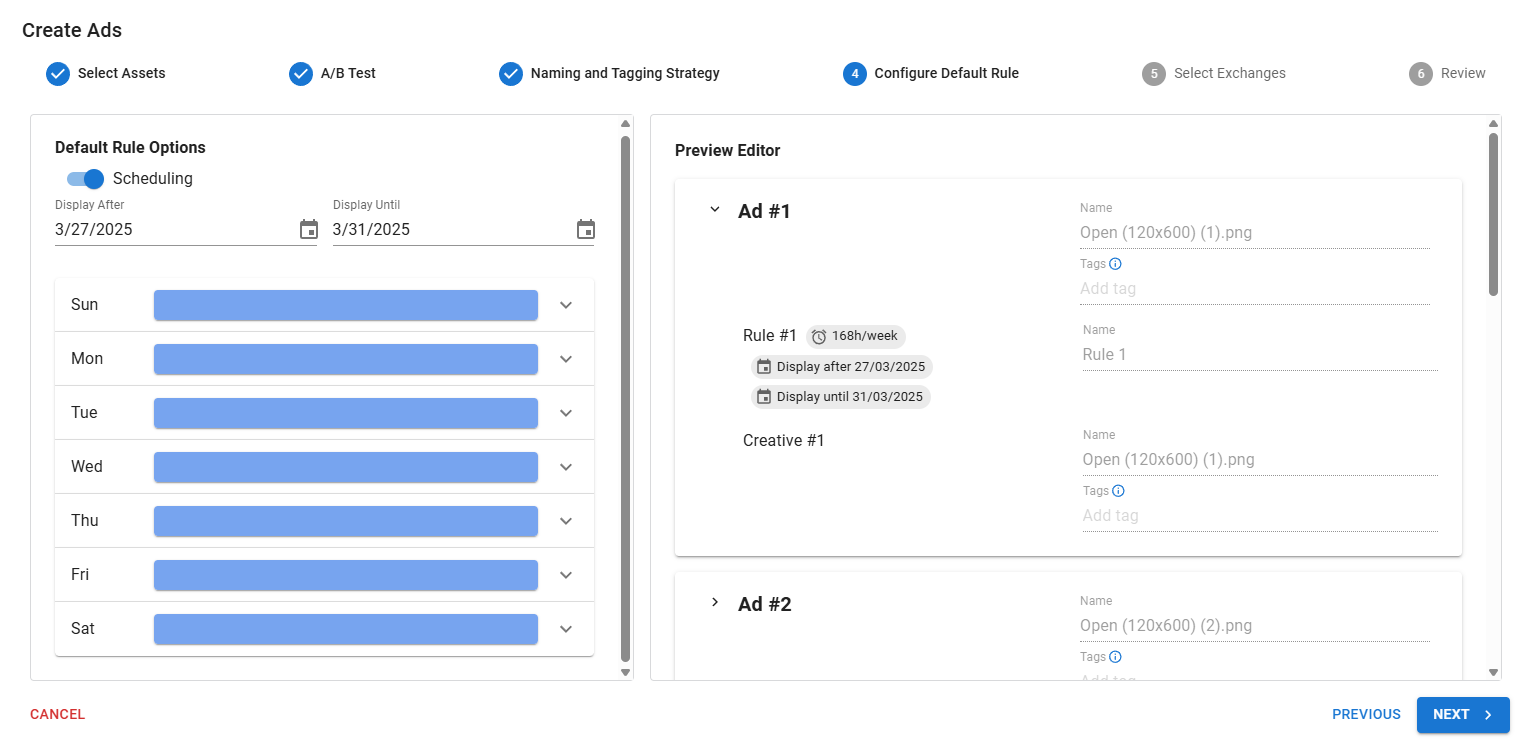 Create Ads
Select Assets
A/B Test
Naming and Tagging Strategy
4 Configure Default Rule
5 Select Exchanges
6 Review
Default Rule Options
Scheduling
Display After
3/27/2025
Display Until
3/31/2025
Sun
Mon
Tue
Wed
Thu
Fri
Sat
Preview Editor
Ad #1
Name
Open (120x600) (1).png
Tags
Add tag
Rule #1 168h/week
Display after 27/03/2025
Display until 31/03/2025
Name
Rule 1
Creative #1
Name
Open (120x600) (1).png
Tags
Add tag
Ad #2
Name
Open (120x600) (2).png
Tags
Add tag
CANCEL
PREVIOUS
NEXT